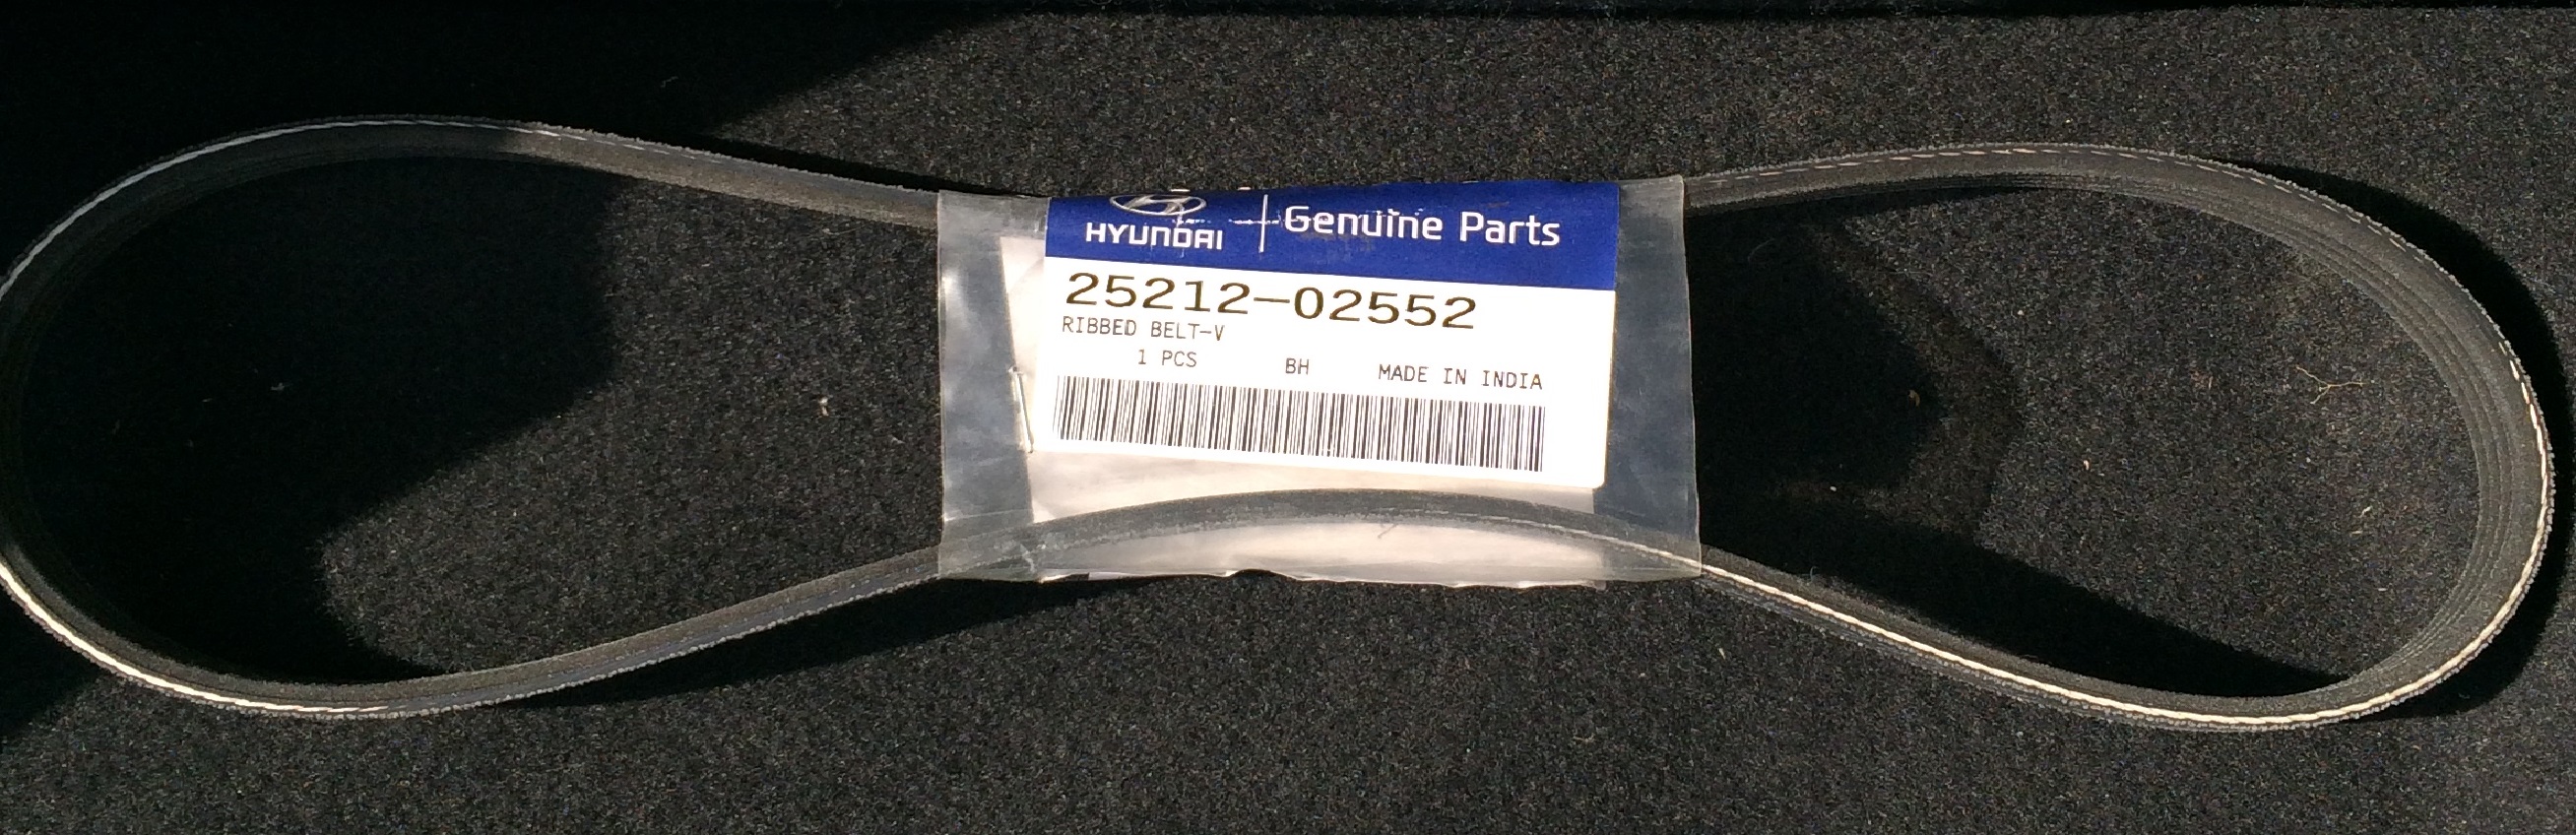 HYUNDAI | Genuine Parts
25212-02552
RIBBED BELT-V
1 PCS BH MADE IN INDIA